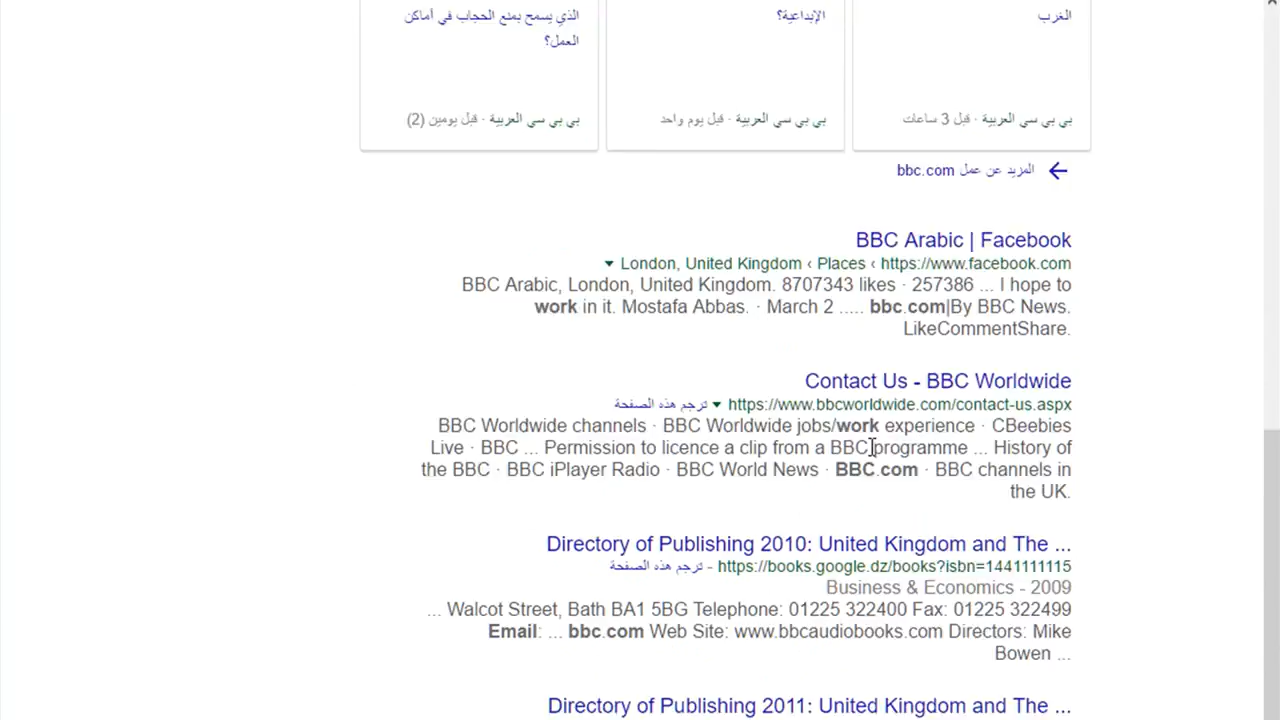 الغرب
الإبداعية؟
الذي يسمح بمنع الحجاب في أماكن
العمل؟
بي بي سي العربية · قبل 3 ساعات
بي بي سي العربية · قبل يوم واحد
بي بي سي العربية · قبل يومين (2)
المزيد عن عمل bbc.com
BBC Arabic | Facebook
London, United Kingdom ‹ Places ‹ https://www.facebook.com
BBC Arabic, London, United Kingdom. 8707343 likes · 257386 ... I hope to
work in it. Mostafa Abbas. · March 2 ..... bbc.com|By BBC News.
LikeCommentShare.
Contact Us - BBC Worldwide
https://www.bbcworldwide.com/contact-us.aspx ترجم هذه الصفحة
BBC Worldwide channels · BBC Worldwide jobs/work experience · CBeebies
Live · BBC ... Permission to licence a clip from a BBC programme ... History of
the BBC · BBC iPlayer Radio · BBC World News · BBC.com · BBC channels in
the UK.
Directory of Publishing 2010: United Kingdom and The ...
https://books.google.dz/books?isbn=1441111115 - ترجم هذه الصفحة
Business & Economics - 2009
... Walcot Street, Bath BA1 5BG Telephone: 01225 322400 Fax: 01225 322499
Email: ... bbc.com Web Site: www.bbcaudiobooks.com Directors: Mike
Bowen ...
Directory of Publishing 2011: United Kingdom and The ...